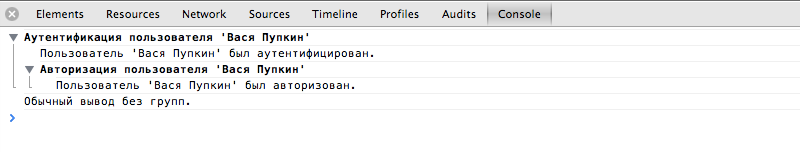 Elements Resources Network Sources Timeline Profiles Audits Console
Аутентификация пользователя 'Вася Пупкин'
Пользователь 'Вася Пупкин' был аутентифицирован.
Авторизация пользователя 'Вася Пупкин'
Пользователь 'Вася Пупкин' был авторизован.
Обычный вывод без групп.